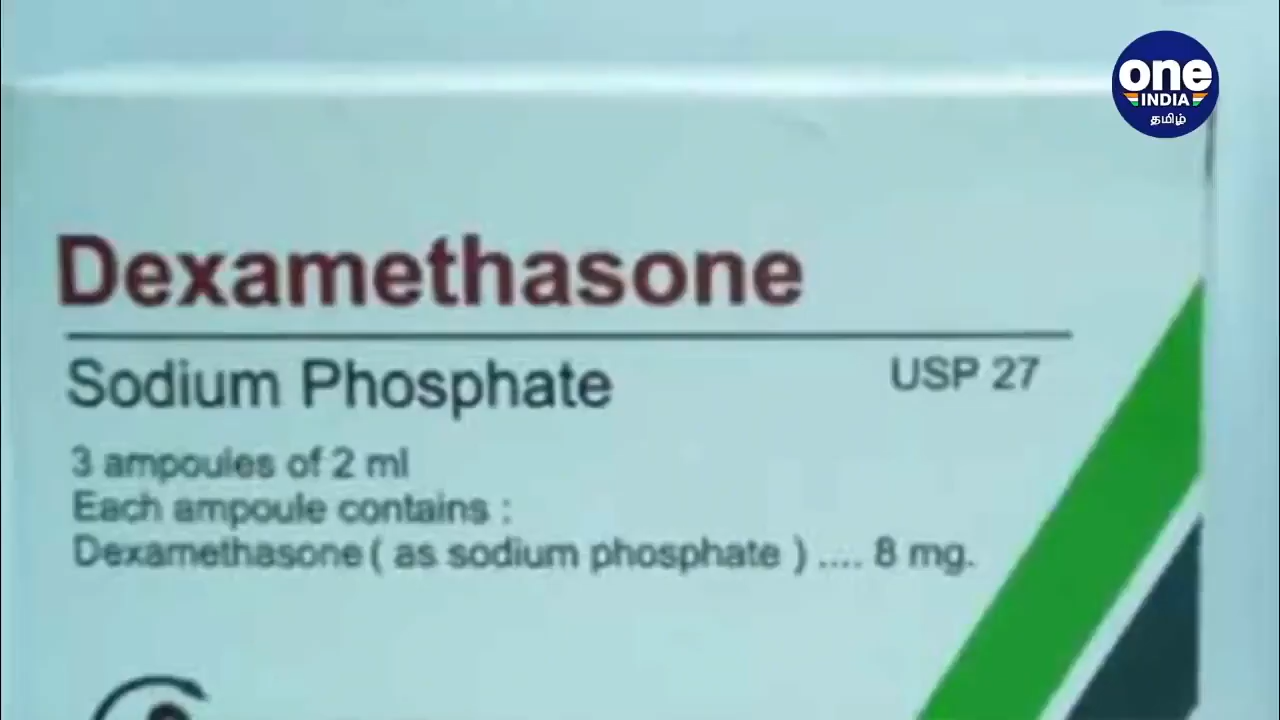 one
INDIA
தமிழ்
Dexamethasone
Sodium Phosphate
USP 27
3 ampoules of 2 ml
Each ampoule contains :
Dexamethasone ( as sodium phosphate ) .... 8 mg.